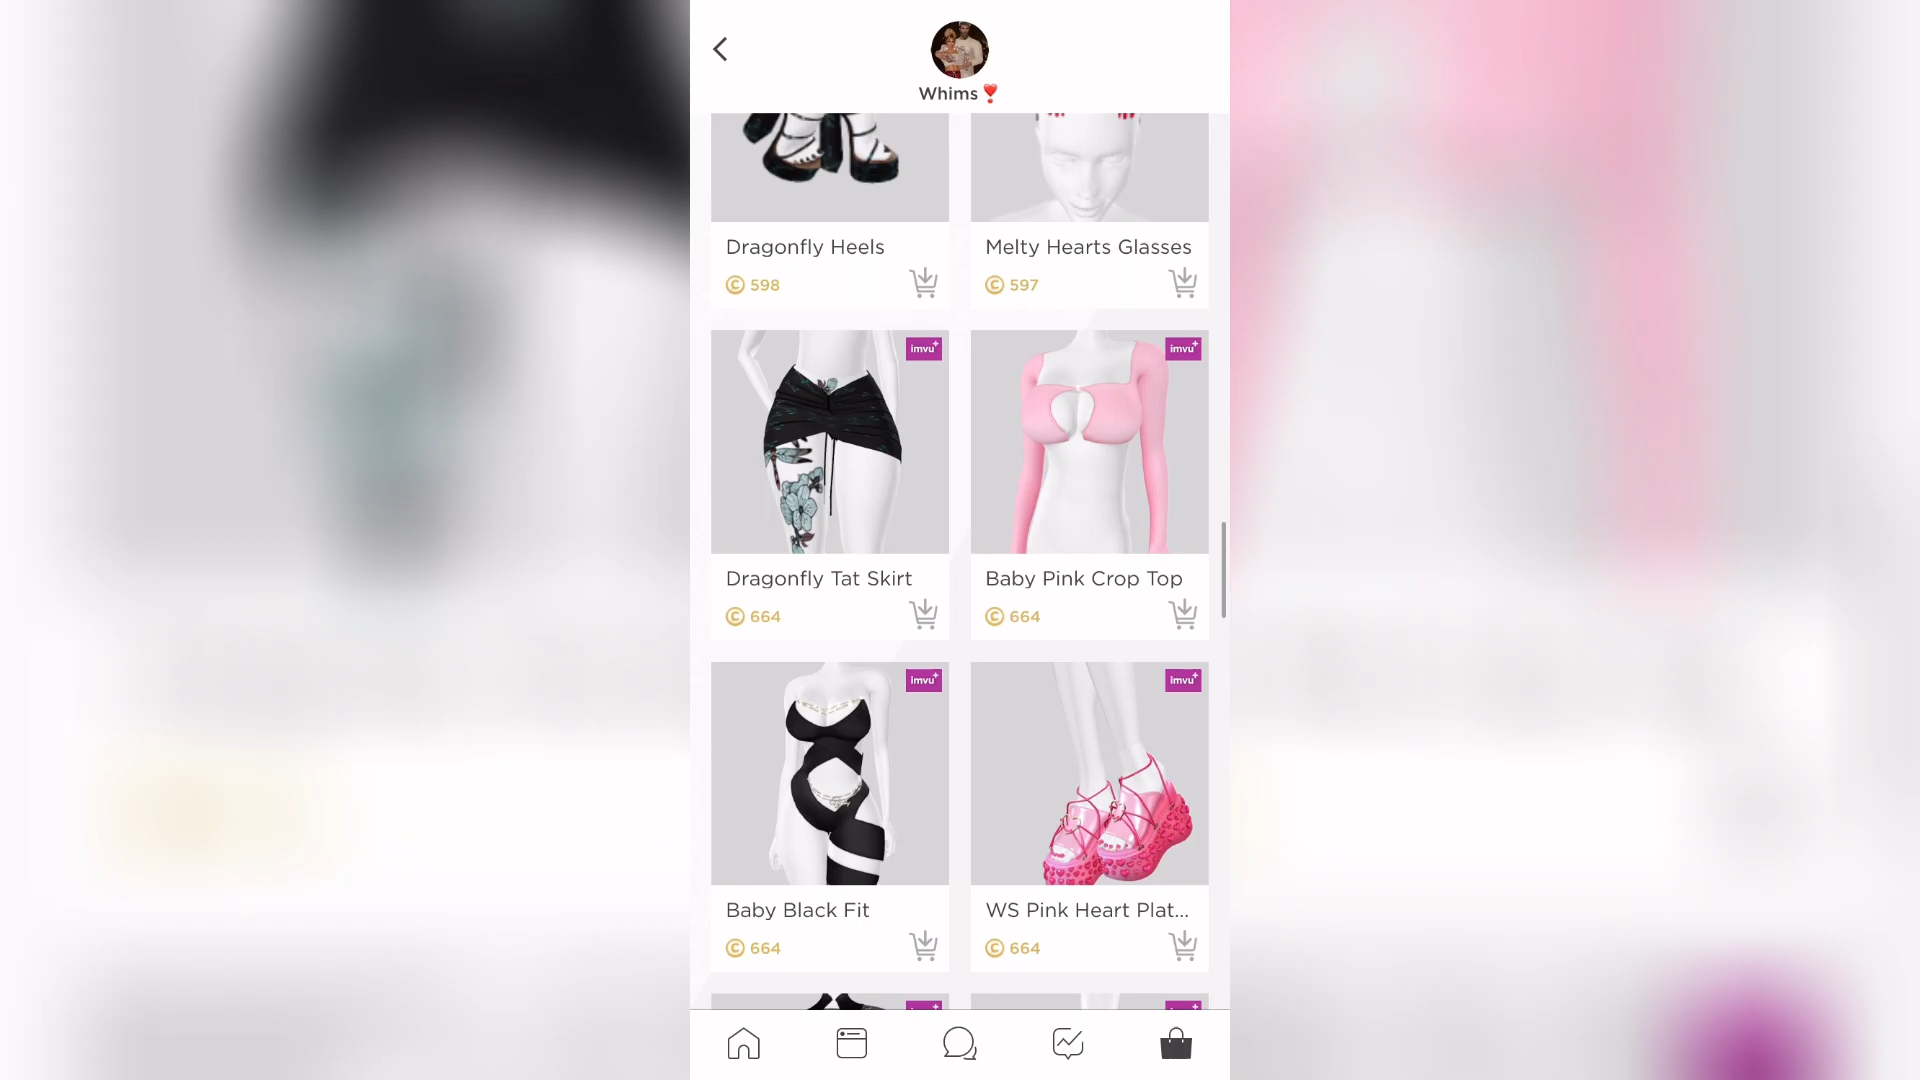 Whims
Dragonfly Heels
598
Melty Hearts Glasses
597
imvu+
imvu+
Dragonfly Tat Skirt
664
Baby Pink Crop Top
664
imvu+
imvu+
Baby Black Fit
664
WS Pink Heart Plat...
664